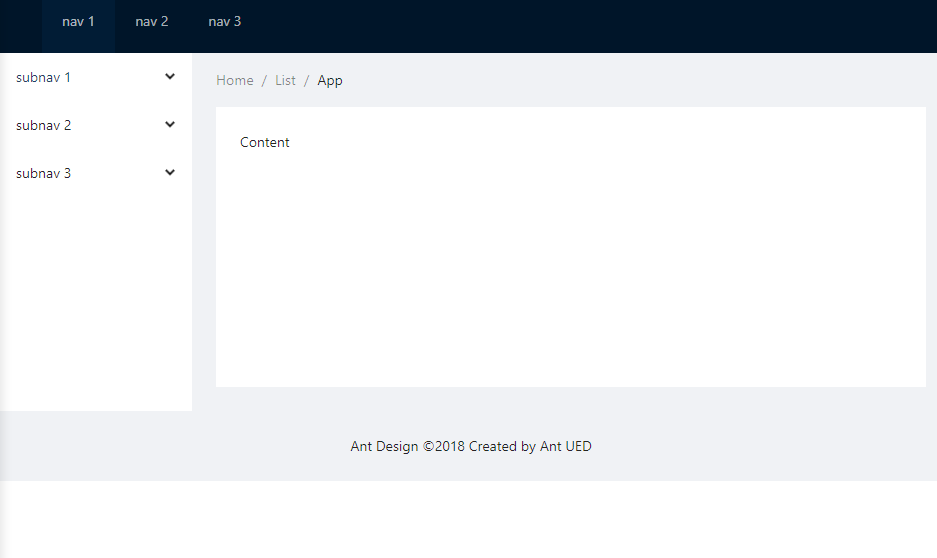 nav 1 nav 2 nav 3
subnav 1
subnav 2
subnav 3
Home / List / App
Content
Ant Design ©2018 Created by Ant UED